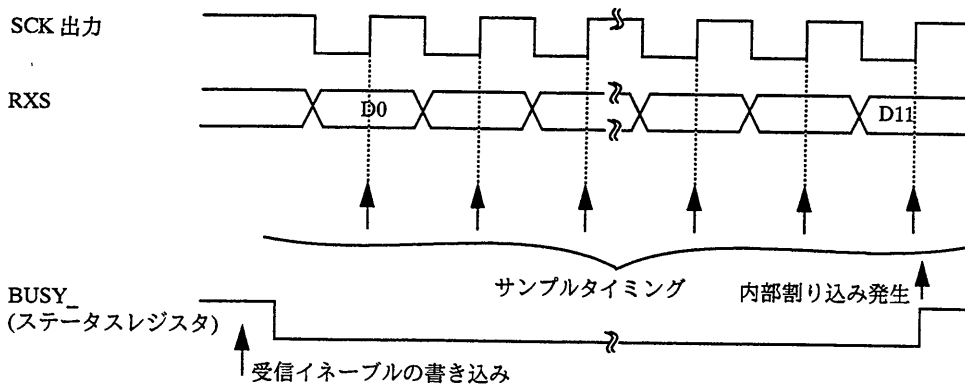 SCK 出力
RXS
D0
D11
サンプルタイミング
内部割り込み発生
BUSY_
(ステータスレジスタ)
受信イネーブルの書き込み